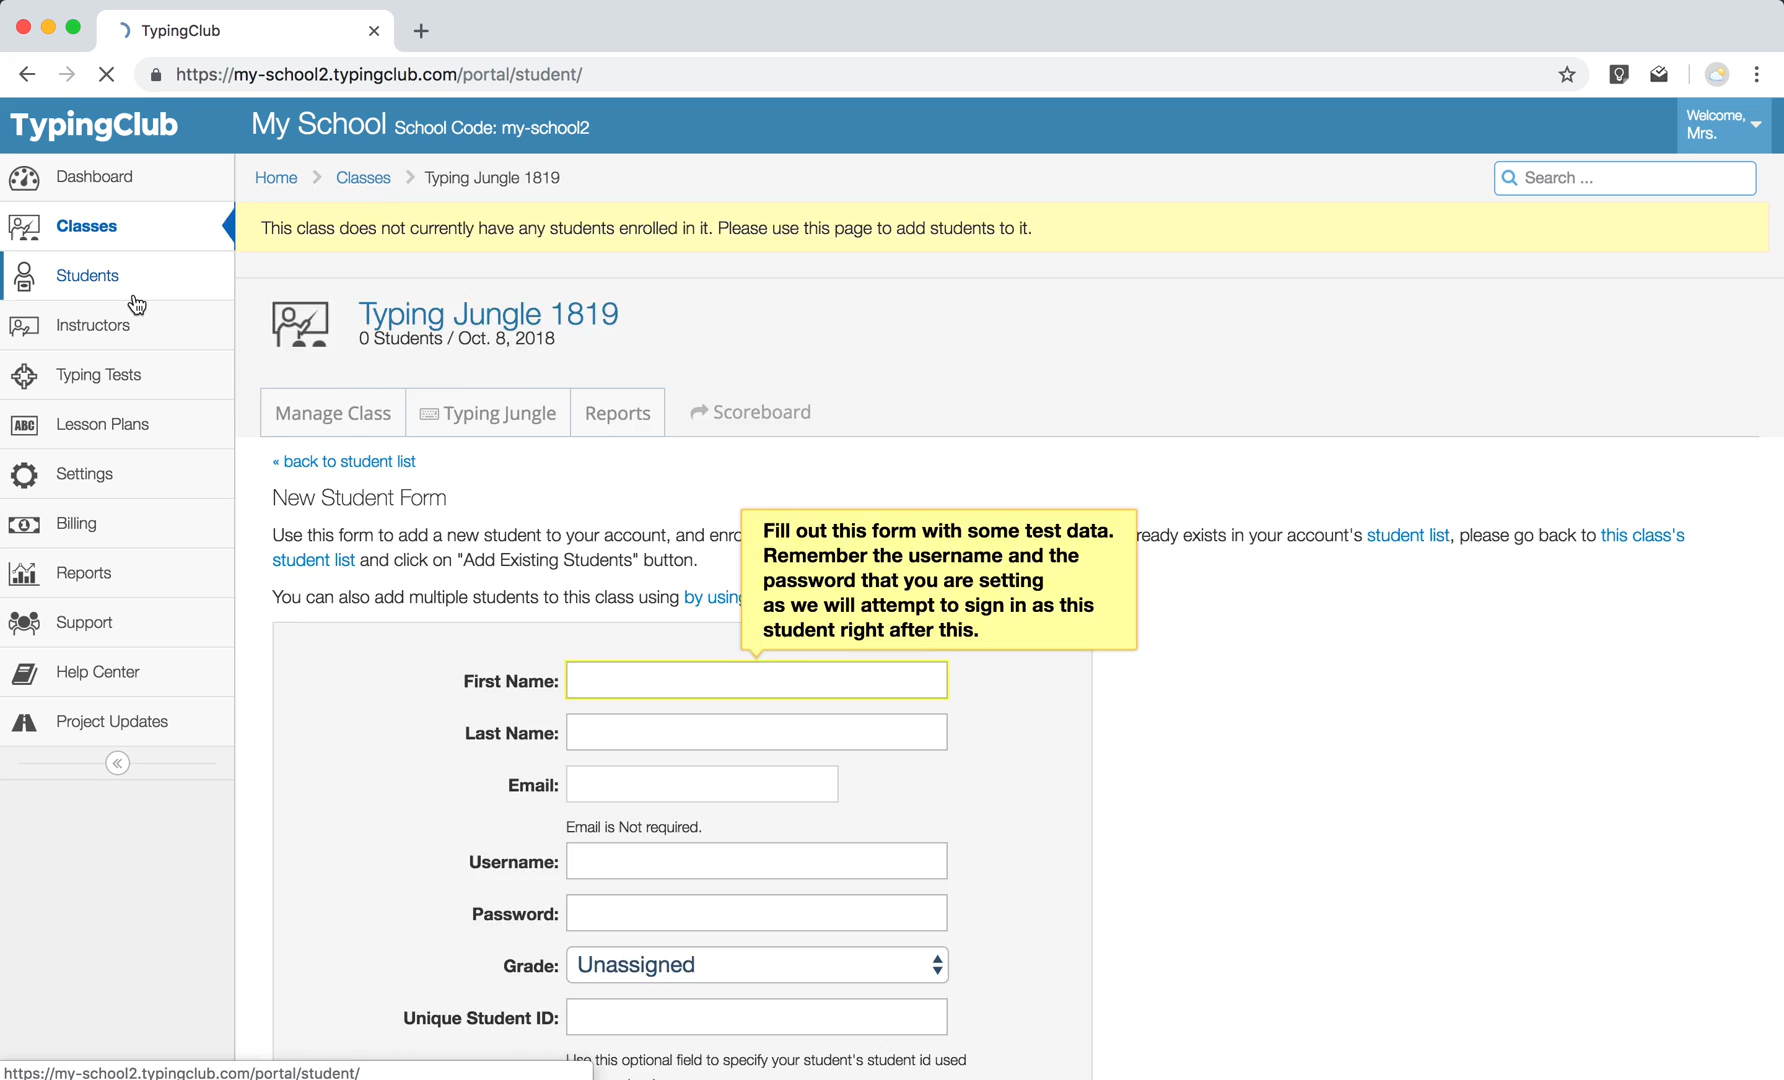 TypingClub
https://my-school2.typingclub.com/portal/student/
TypingClub
My School School Code: my-school2
Welcome,
Mrs.
Dashboard
Classes
Students
Instructors
Typing Tests
ABC Lesson Plans
Settings
Billing
Reports
Support
Help Center
Project Updates
Home > Classes > Typing Jungle 1819
Search ...
This class does not currently have any students enrolled in it. Please use this page to add students to it.
Typing Jungle 1819
0 Students / Oct. 8, 2018
Manage Class Typing Jungle Reports Scoreboard
« back to student list
New Student Form
Use this form to add a new student to your account, and enro
ready exists in your account's student list, please go back to this class's
student list and click on "Add Existing Students" button.
You can also add multiple students to this class using by using
Fill out this form with some test data.
Remember the username and the
password that you are setting
as we will attempt to sign in as this
student right after this.
First Name:
Last Name:
Email:
Email is Not required.
Username:
Password:
Grade: Unassigned
Unique Student ID:
Use this optional field to specify your student's student id used
https://my-school2.typingclub.com/portal/student/